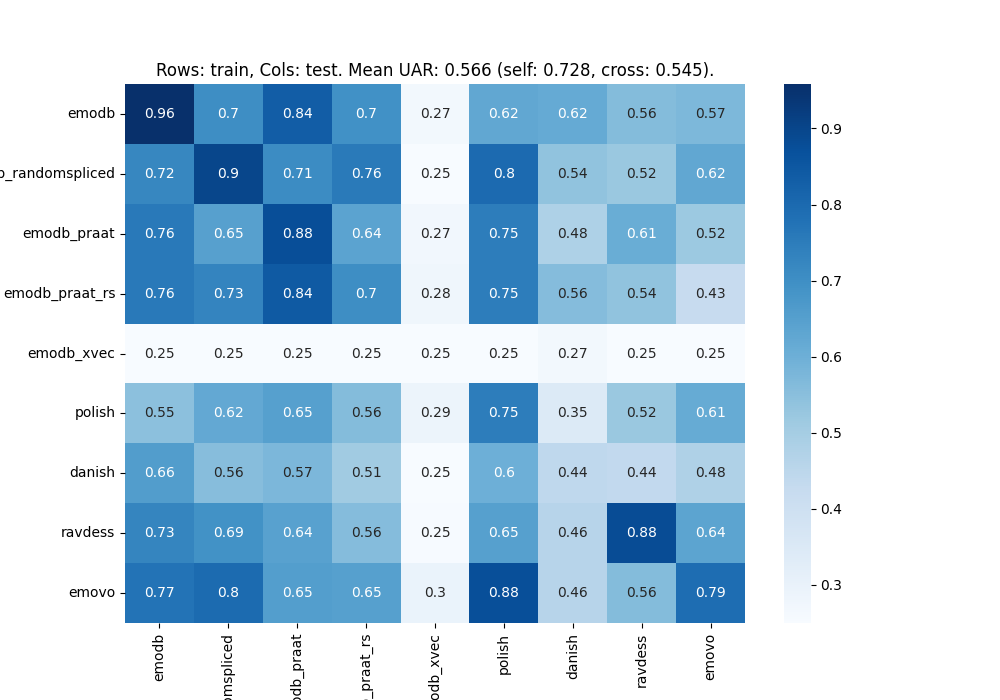 Rows: train, Cols: test. Mean UAR: 0.566 (self: 0.728, cross: 0.545).
emodb 0.96 0.7 0.84 0.7 0.27 0.62 0.62 0.56 0.57
b_randomspliced 0.72 0.9 0.71 0.76 0.25 0.8 0.54 0.52 0.62
emodb_praat 0.76 0.65 0.88 0.64 0.27 0.75 0.48 0.61 0.52
emodb_praat_rs 0.76 0.73 0.84 0.7 0.28 0.75 0.56 0.54 0.43
emodb_xvec 0.25 0.25 0.25 0.25 0.25 0.25 0.27 0.25 0.25
polish 0.55 0.62 0.65 0.56 0.29 0.75 0.35 0.52 0.61
danish 0.66 0.56 0.57 0.51 0.25 0.6 0.44 0.44 0.48
ravdess 0.73 0.69 0.64 0.56 0.25 0.65 0.46 0.88 0.64
emovo 0.77 0.8 0.65 0.65 0.3 0.88 0.46 0.56 0.79
emodb
omspliced
odb_praat
_praat_rs
odb_xvec
polish
danish
ravdess
emovo
0.9
0.8
0.7
0.6
0.5
0.4
0.3